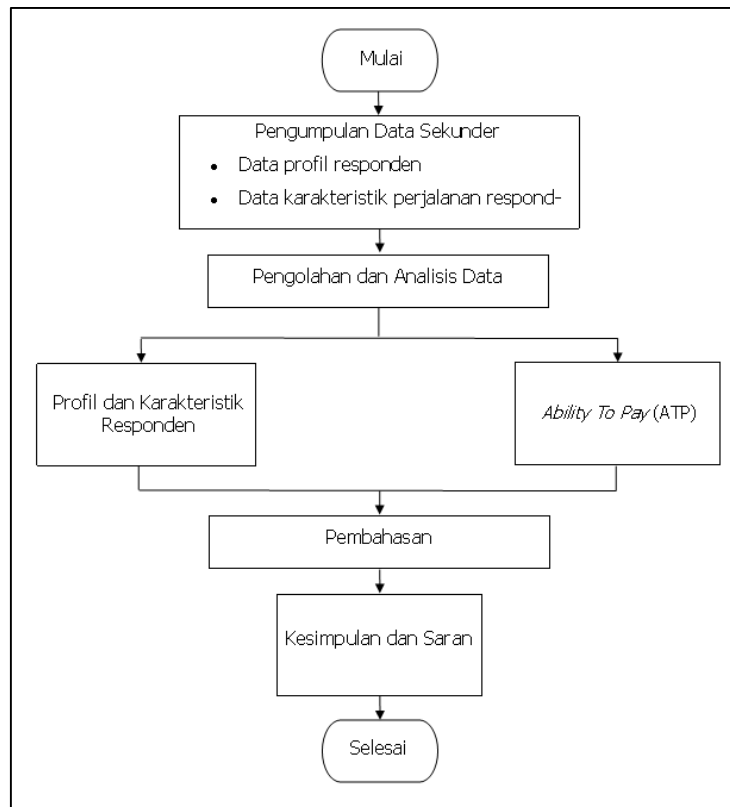 Mulai
Pengumpulan Data Sekunder
• Data profil responden
• Data karakteristik perjalanan respond-
Pengolahan dan Analisis Data
Profil dan Karakteristik
Responden
Ability To Pay (ATP)
Pembahasan
Kesimpulan dan Saran
Selesai